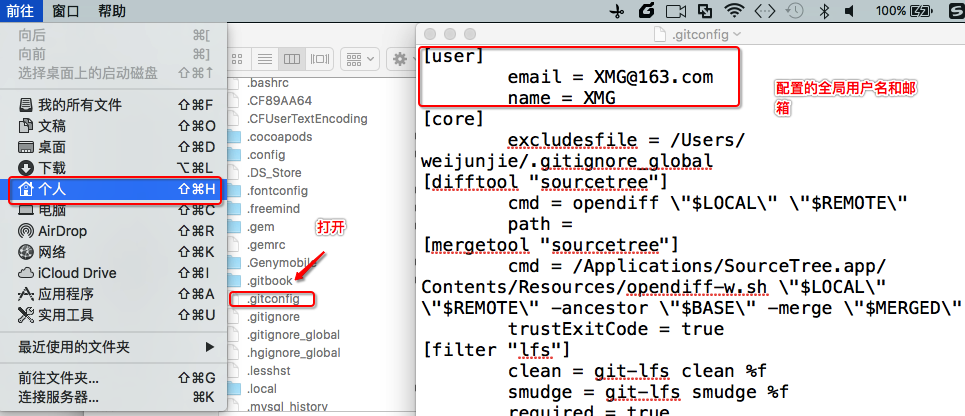 前往 窗口 帮助 100%
向后 ⌘[
向前 ⌘]
选择桌面上的启动磁盘 ⇧⌘↑
我的所有文件 ⇧⌘F
文稿 ⇧⌘O
桌面 ⇧⌘D
下载 ⌥⌘L
个人 ⇧⌘H
电脑 ⇧⌘C
AirDrop ⇧⌘R
网络 ⇧⌘K
iCloud Drive ⇧⌘I
应用程序 ⇧⌘A
实用工具 ⇧⌘U
最近使用的文件夹
前往文件夹... ⇧⌘G
连接服务器... ⌘K
.bashrc
.CF89AA64
.CFUserTextEncoding
.cocoapods
.config
.DS_Store
.fontconfig
.freemind
.gem
.gemrc
.Genymobile
.gitbook
.gitconfig
.gitignore
.gitignore_global
.hgignore_global
.lesshst
.local
.mysql_history
打开
.gitconfig
[user]
email = XMG@163.com
name = XMG
[core]
excludesfile = /Users/
weijunjie/.gitignore_global
[difftool "sourcetree"]
cmd = opendiff \"$LOCAL\" \"$REMOTE\"
path =
[mergetool "sourcetree"]
cmd = /Applications/SourceTree.app/
Contents/Resources/opendiff-w.sh \"$LOCAL\"
\"$REMOTE\" -ancestor \"$BASE\" -merge \"$MERGED\"
trustExitCode = true
[filter "lfs"]
clean = git-lfs clean %f
smudge = git-lfs smudge %f
required = true
配置的全局用户名和邮
箱